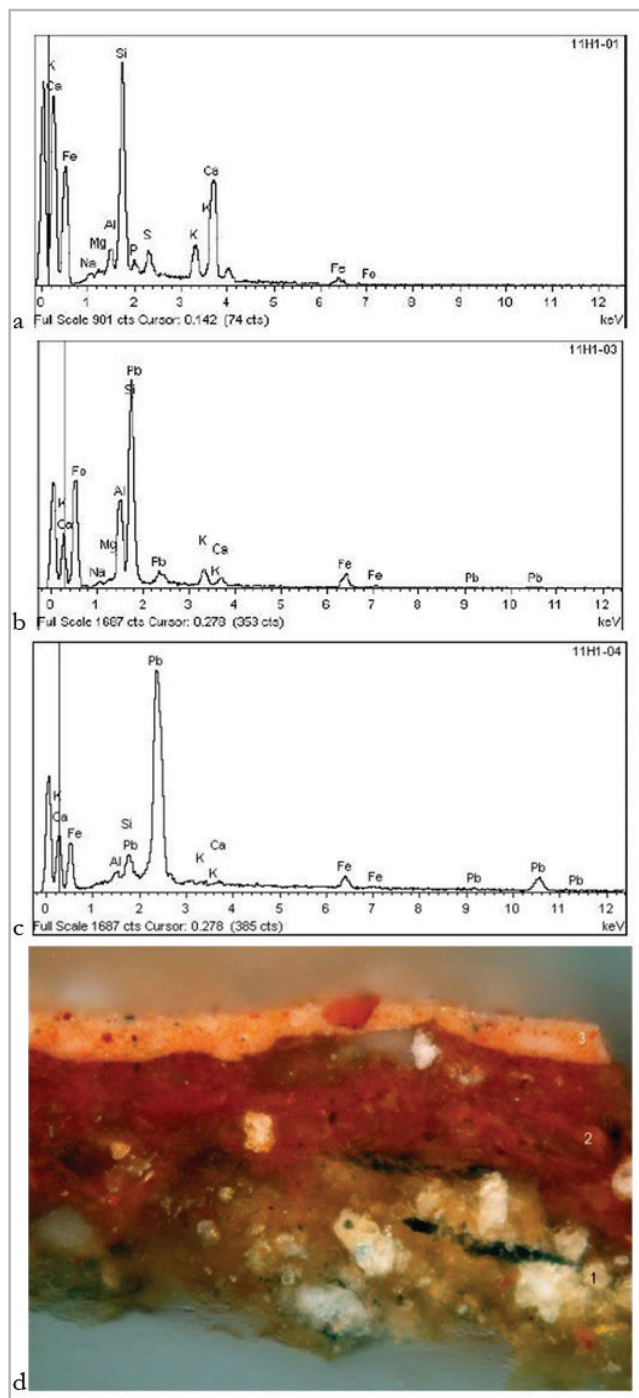 11H1-01
K
Si
Ca
Fe
Ca
Al
K
Mg
P
S
K
Na
Fe
Fe
0 1 2 3 4 5 6 7 8 9 10 11 12
a
Full Scale 901 cts Cursor: 0.142 (74 cts)
keV
11H1-03
Pb
Si
Fe
K
Al
Ca
Mg
K
Ca
Na
Pb
K
Fe
Fe
Pb
Pb
0 1 2 3 4 5 6 7 8 9 10 11 12
b
Full Scale 1687 cts Cursor: 0.278 (353 cts)
keV
11H1-04
Pb
K
Ca
Si
Fe
Pb
Ca
Al
K
K
Fe
Fe
Pb
Pb
Pb
0 1 2 3 4 5 6 7 8 9 10 11 12
c
Full Scale 1687 cts Cursor: 0.278 (385 cts)
keV
3
2
1
d